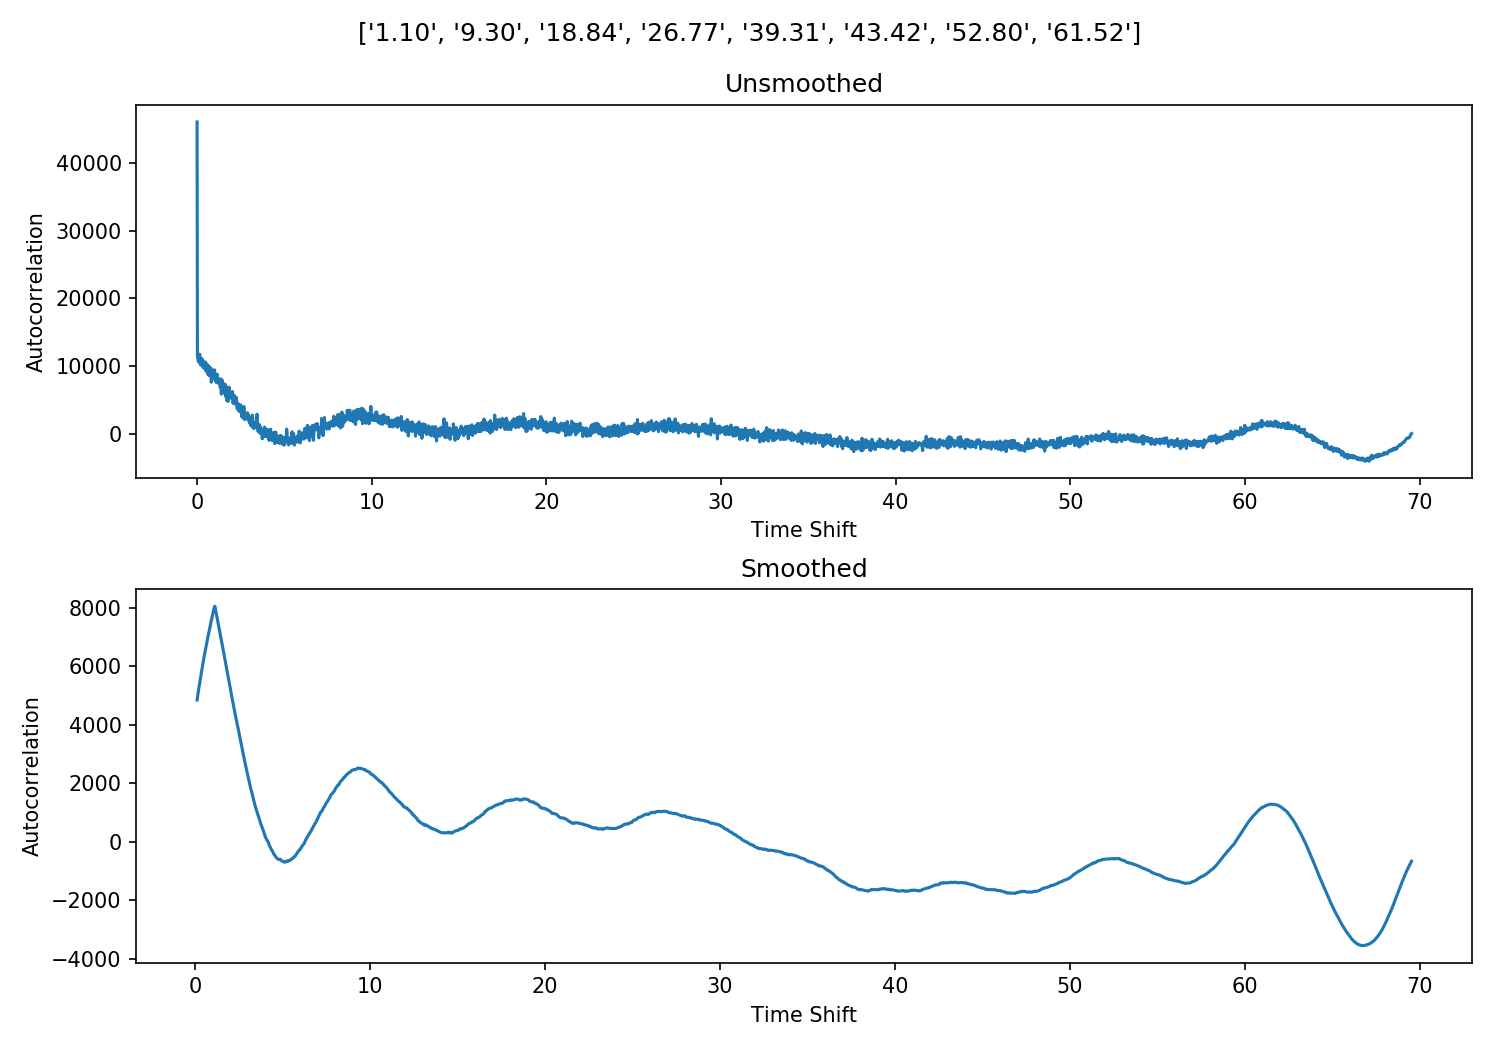 ['1.10', '9.30', '18.84', '26.77', '39.31', '43.42', '52.80', '61.52']
Unsmoothed
40000
30000
20000
10000
0
Autocorrelation
0 10 20 30 40 50 60 70
Time Shift
Smoothed
8000
6000
4000
2000
0
−2000
−4000
Autocorrelation
0 10 20 30 40 50 60 70
Time Shift